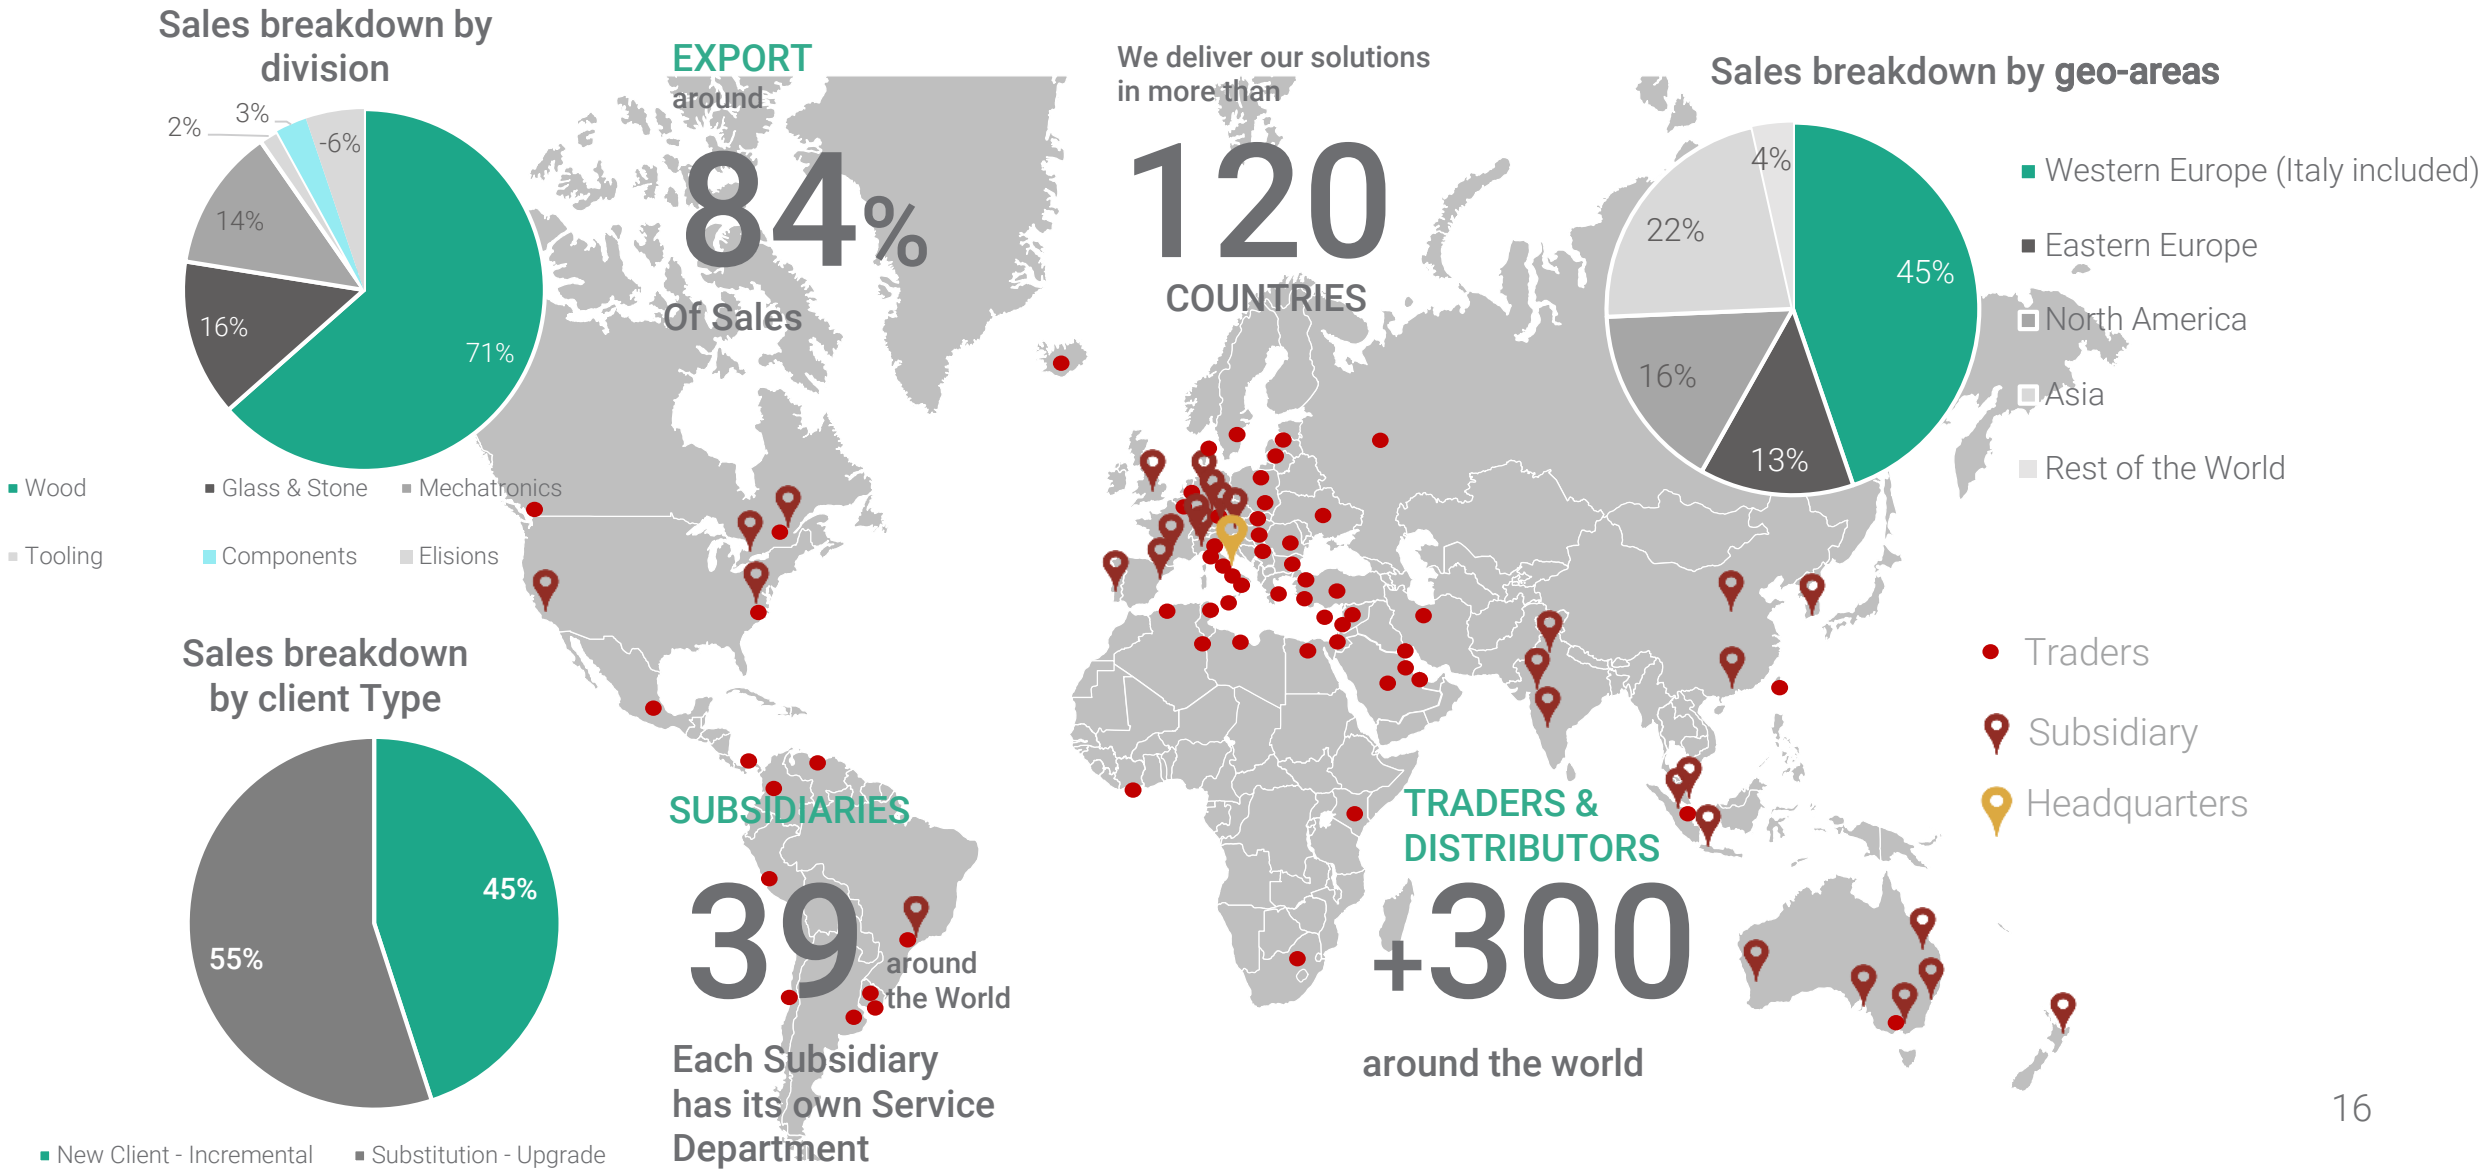 Sales breakdown by
division
3%
2%
-6%
14%
16%
71%
Wood
Glass & Stone
Mechatronics
Tooling
Components
Elisions
EXPORT
around
84%
Of Sales
We deliver our solutions
in more than
120
COUNTRIES
Sales breakdown by geo-areas
4%
22%
45%
16%
13%
Western Europe (Italy included)
Eastern Europe
North America
Asia
Rest of the World
Traders
Subsidiary
Headquarters
Sales breakdown
by client Type
45%
55%
New Client - Incremental
Substitution - Upgrade
SUBSIDIARIES
39
around
the World
Each Subsidiary
has its own Service
Department
TRADERS &
DISTRIBUTORS
+300
around the world
16